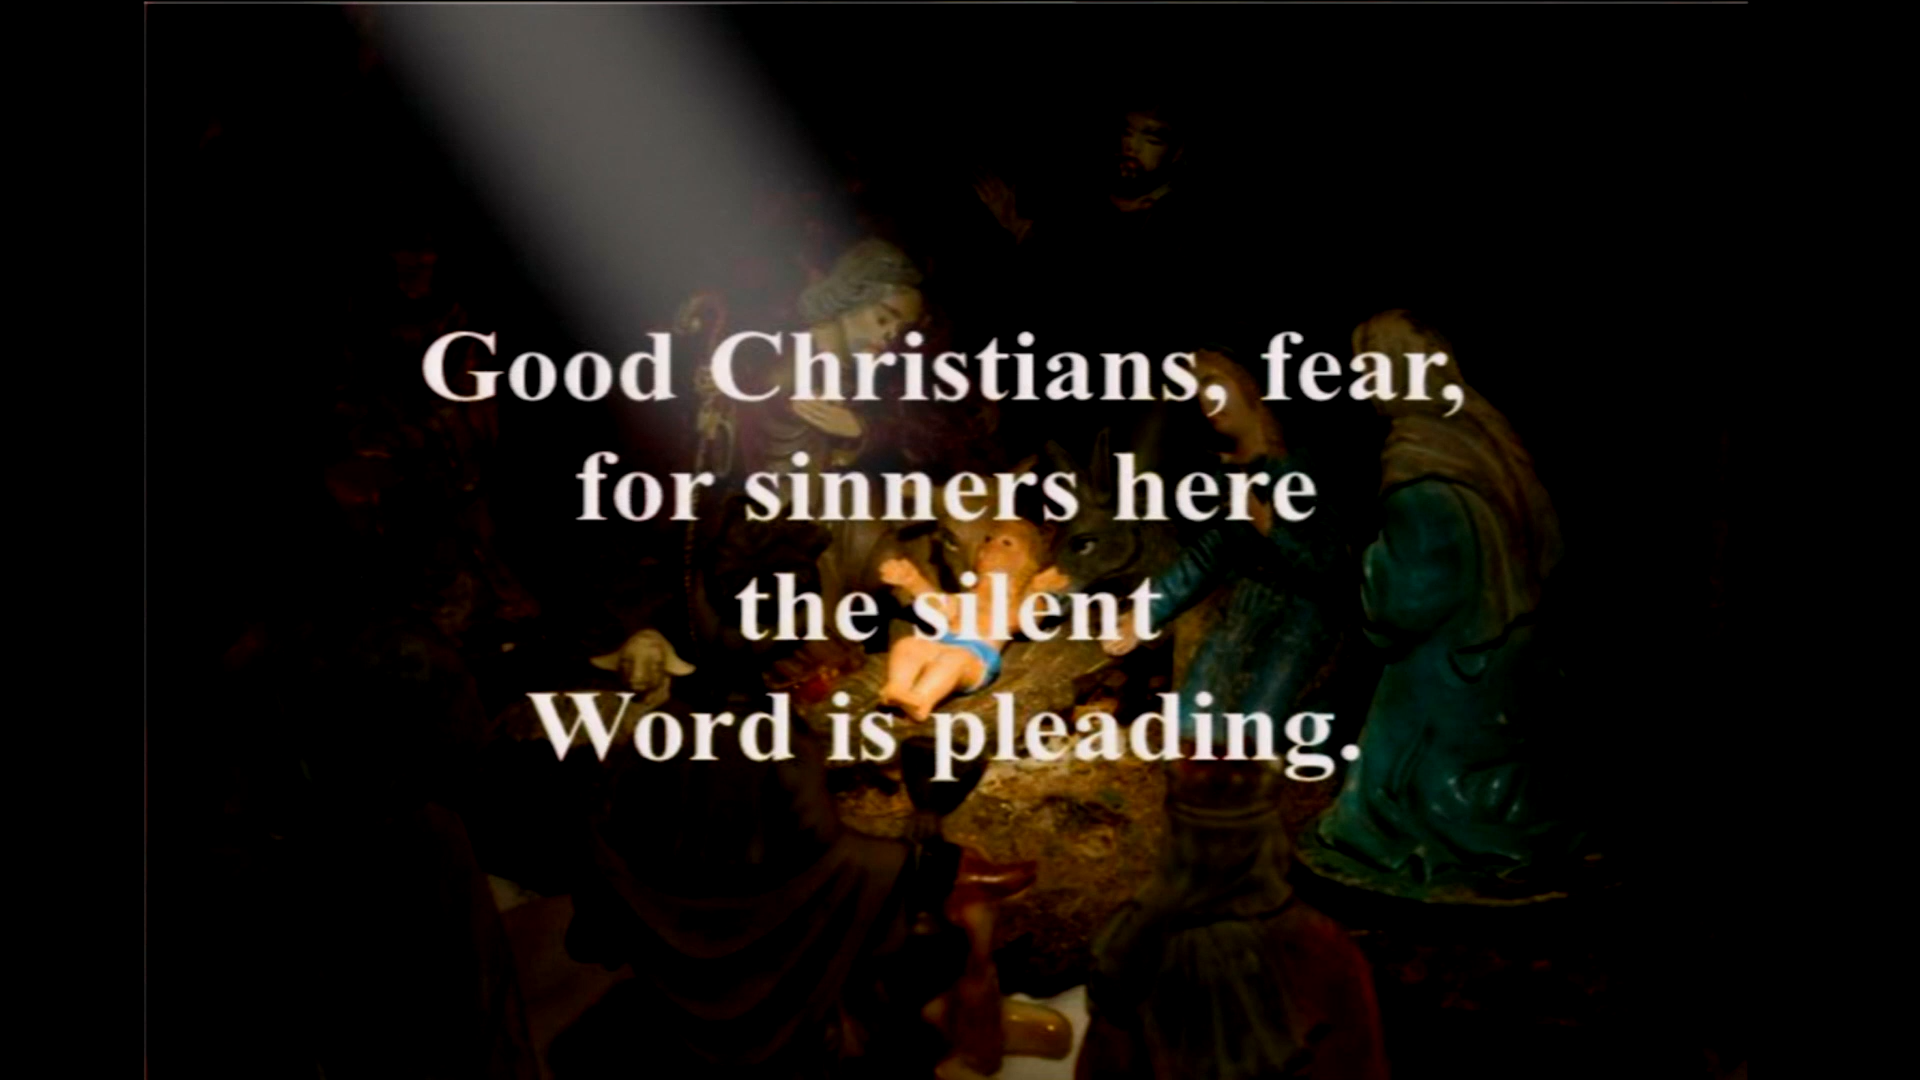 Good Christians, fear,
for sinners here
the silent
Word is pleading.